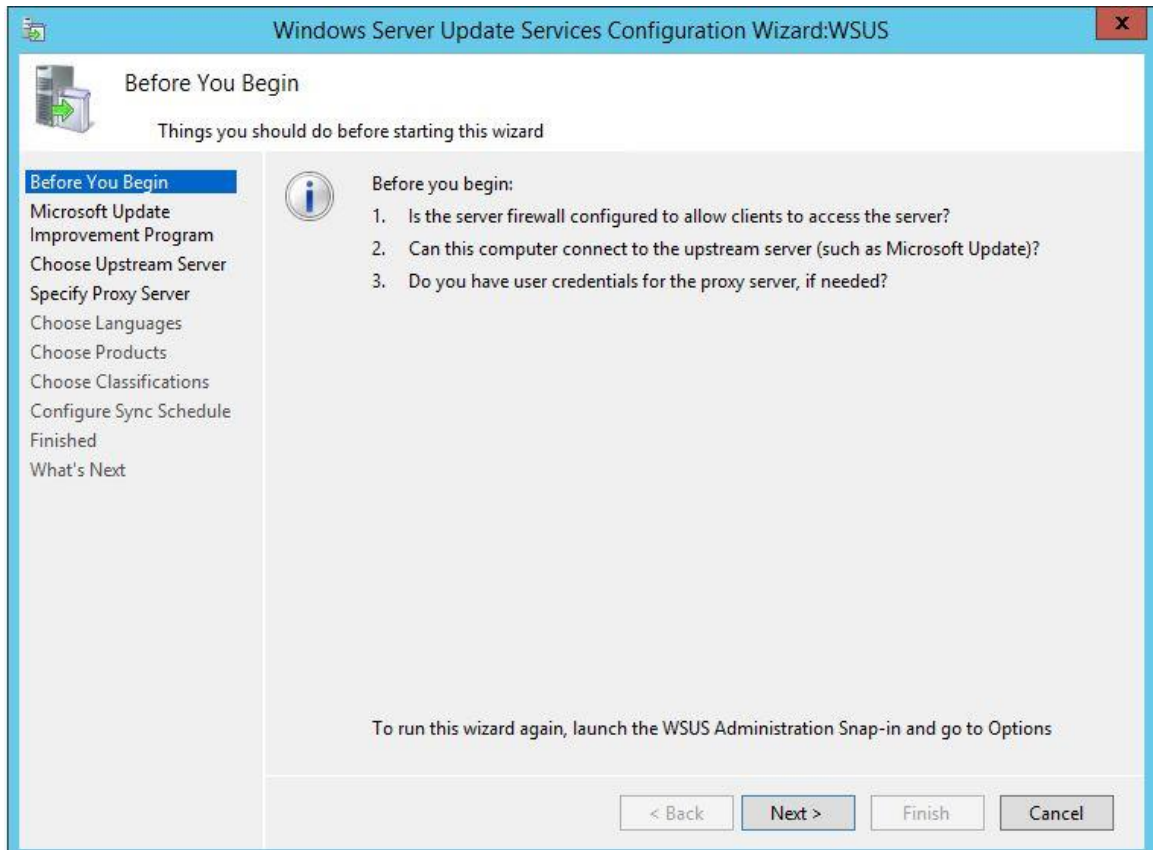 Windows Server Update Services Configuration Wizard:WSUS
x
Before You Begin
Things you should do before starting this wizard
Before You Begin
Microsoft Update
Improvement Program
Choose Upstream Server
Specify Proxy Server
Choose Languages
Choose Products
Choose Classifications
Configure Sync Schedule
Finished
What's Next
Before you begin:
1. Is the server firewall configured to allow clients to access the server?
2. Can this computer connect to the upstream server (such as Microsoft Update)?
3. Do you have user credentials for the proxy server, if needed?
To run this wizard again, launch the WSUS Administration Snap-in and go to Options
< Back Next > Finish Cancel